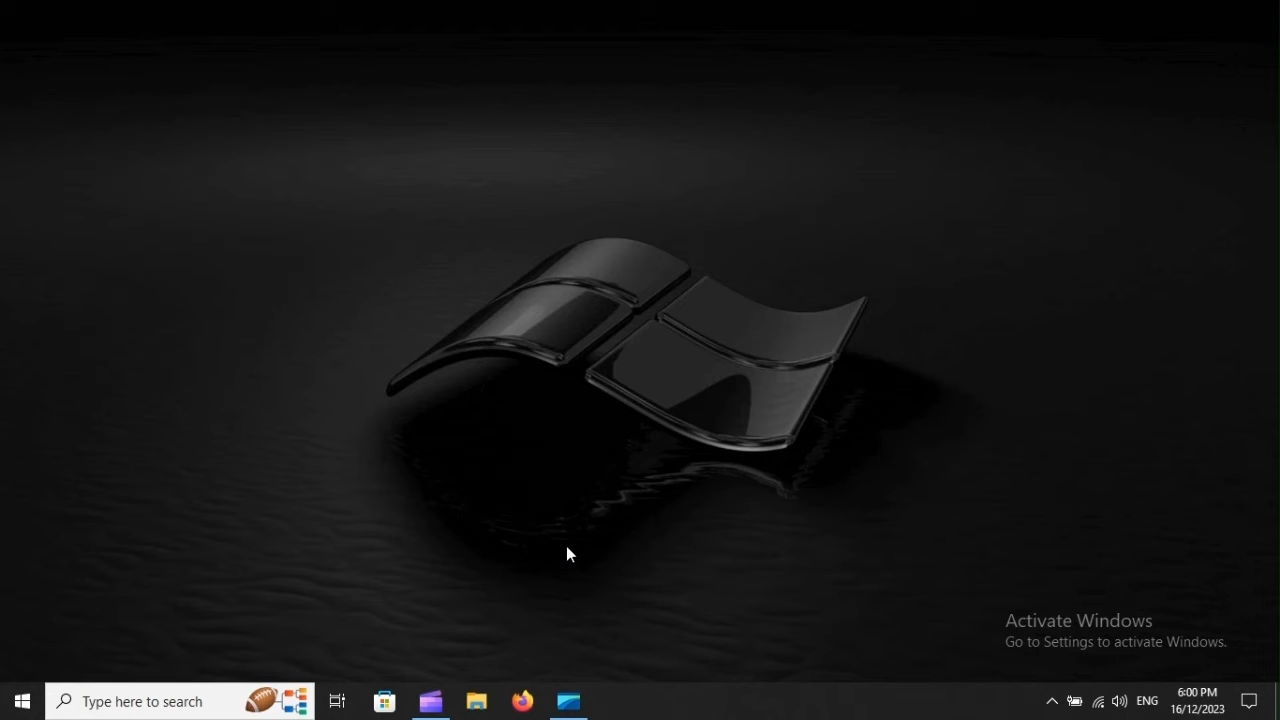 Activate Windows
Go to Settings to activate Windows.
Type here to search
ENG
6:00 PM
16/12/2023